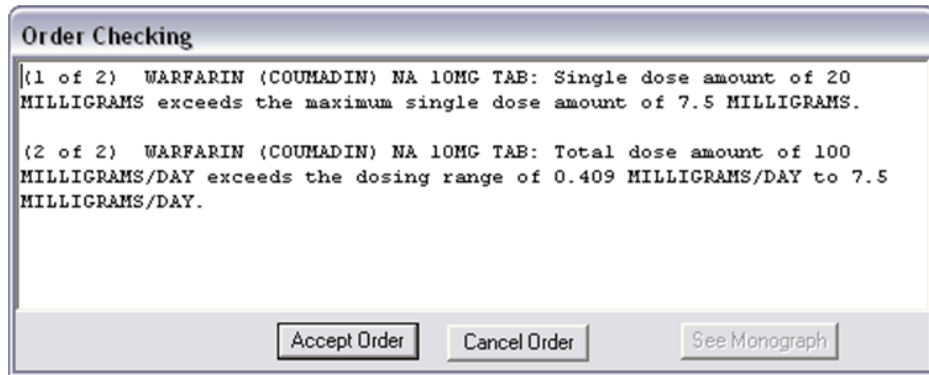 Order Checking
(1 of 2)  WARFARIN (COUMADIN) NA 10MG TAB: Single dose amount of 20
MILLIGRAMS exceeds the maximum single dose amount of 7.5 MILLIGRAMS.
(2 of 2)  WARFARIN (COUMADIN) NA 10MG TAB: Total dose amount of 100
MILLIGRAMS/DAY exceeds the dosing range of 0.409 MILLIGRAMS/DAY to 7.5
MILLIGRAMS/DAY.
Accept Order Cancel Order See Monograph